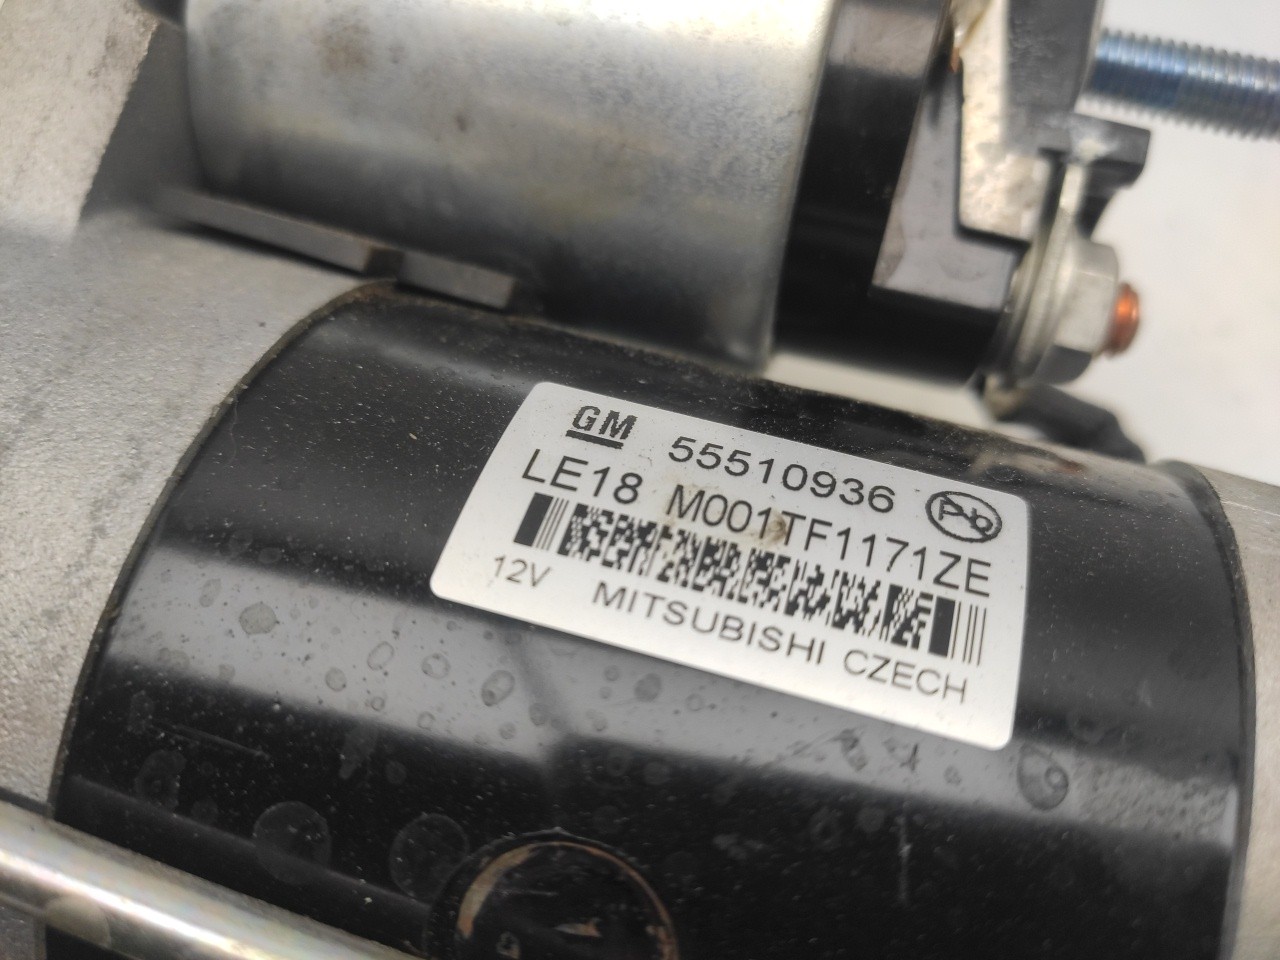 GM 55510936 Pb
LE18 M001TF1171ZE
12V MITSUBISHI CZECH